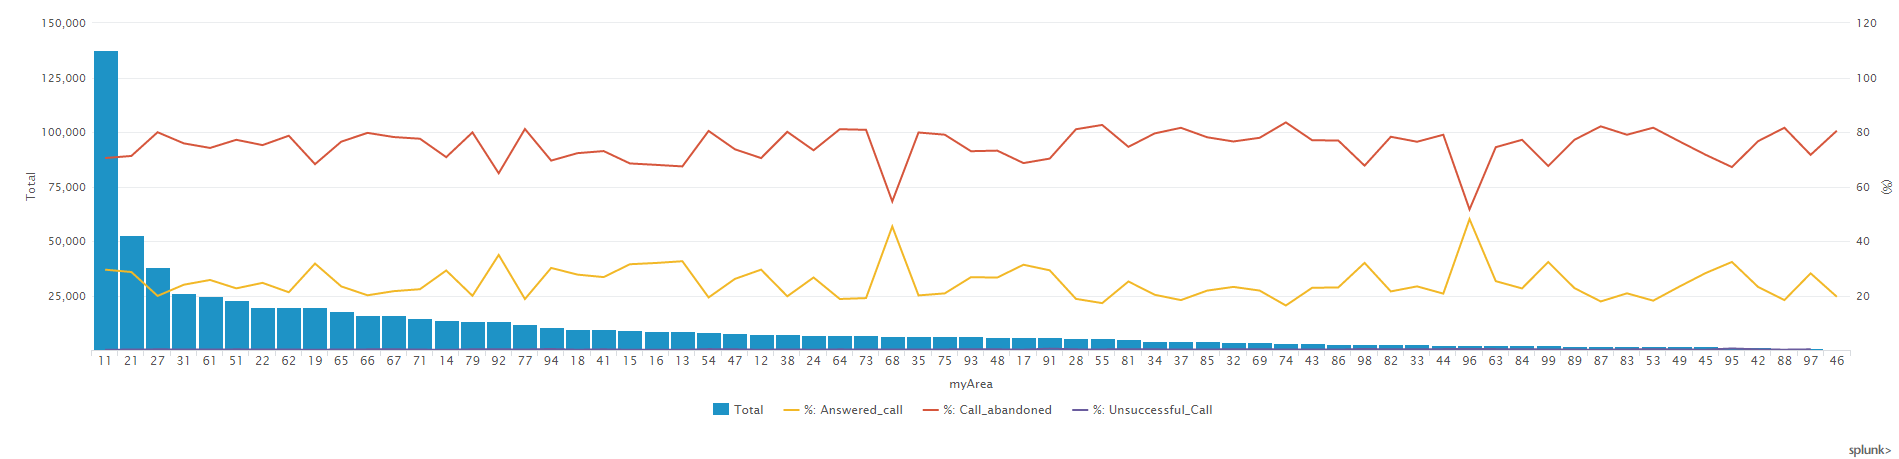 150,000 120
125,000 100
100,000 80
75,000 60
50,000 40
25,000 20
Total
(%)
11 21 27 31 61 51 22 62 19 65 66 67 71 14 79 92 77 94 18 41 15 16 13 54 47 12 38 24 64 73 68 35 75 93 48 17 91 28 55 81 34 37 85 32 69 74 43 86 98 82 33 44 96 63 84 99 89 87 83 53 49 45 95 42 88 97 46
myArea
Total %: Answered_call %: Call_abandoned %: Unsuccessful_Call
splunk>